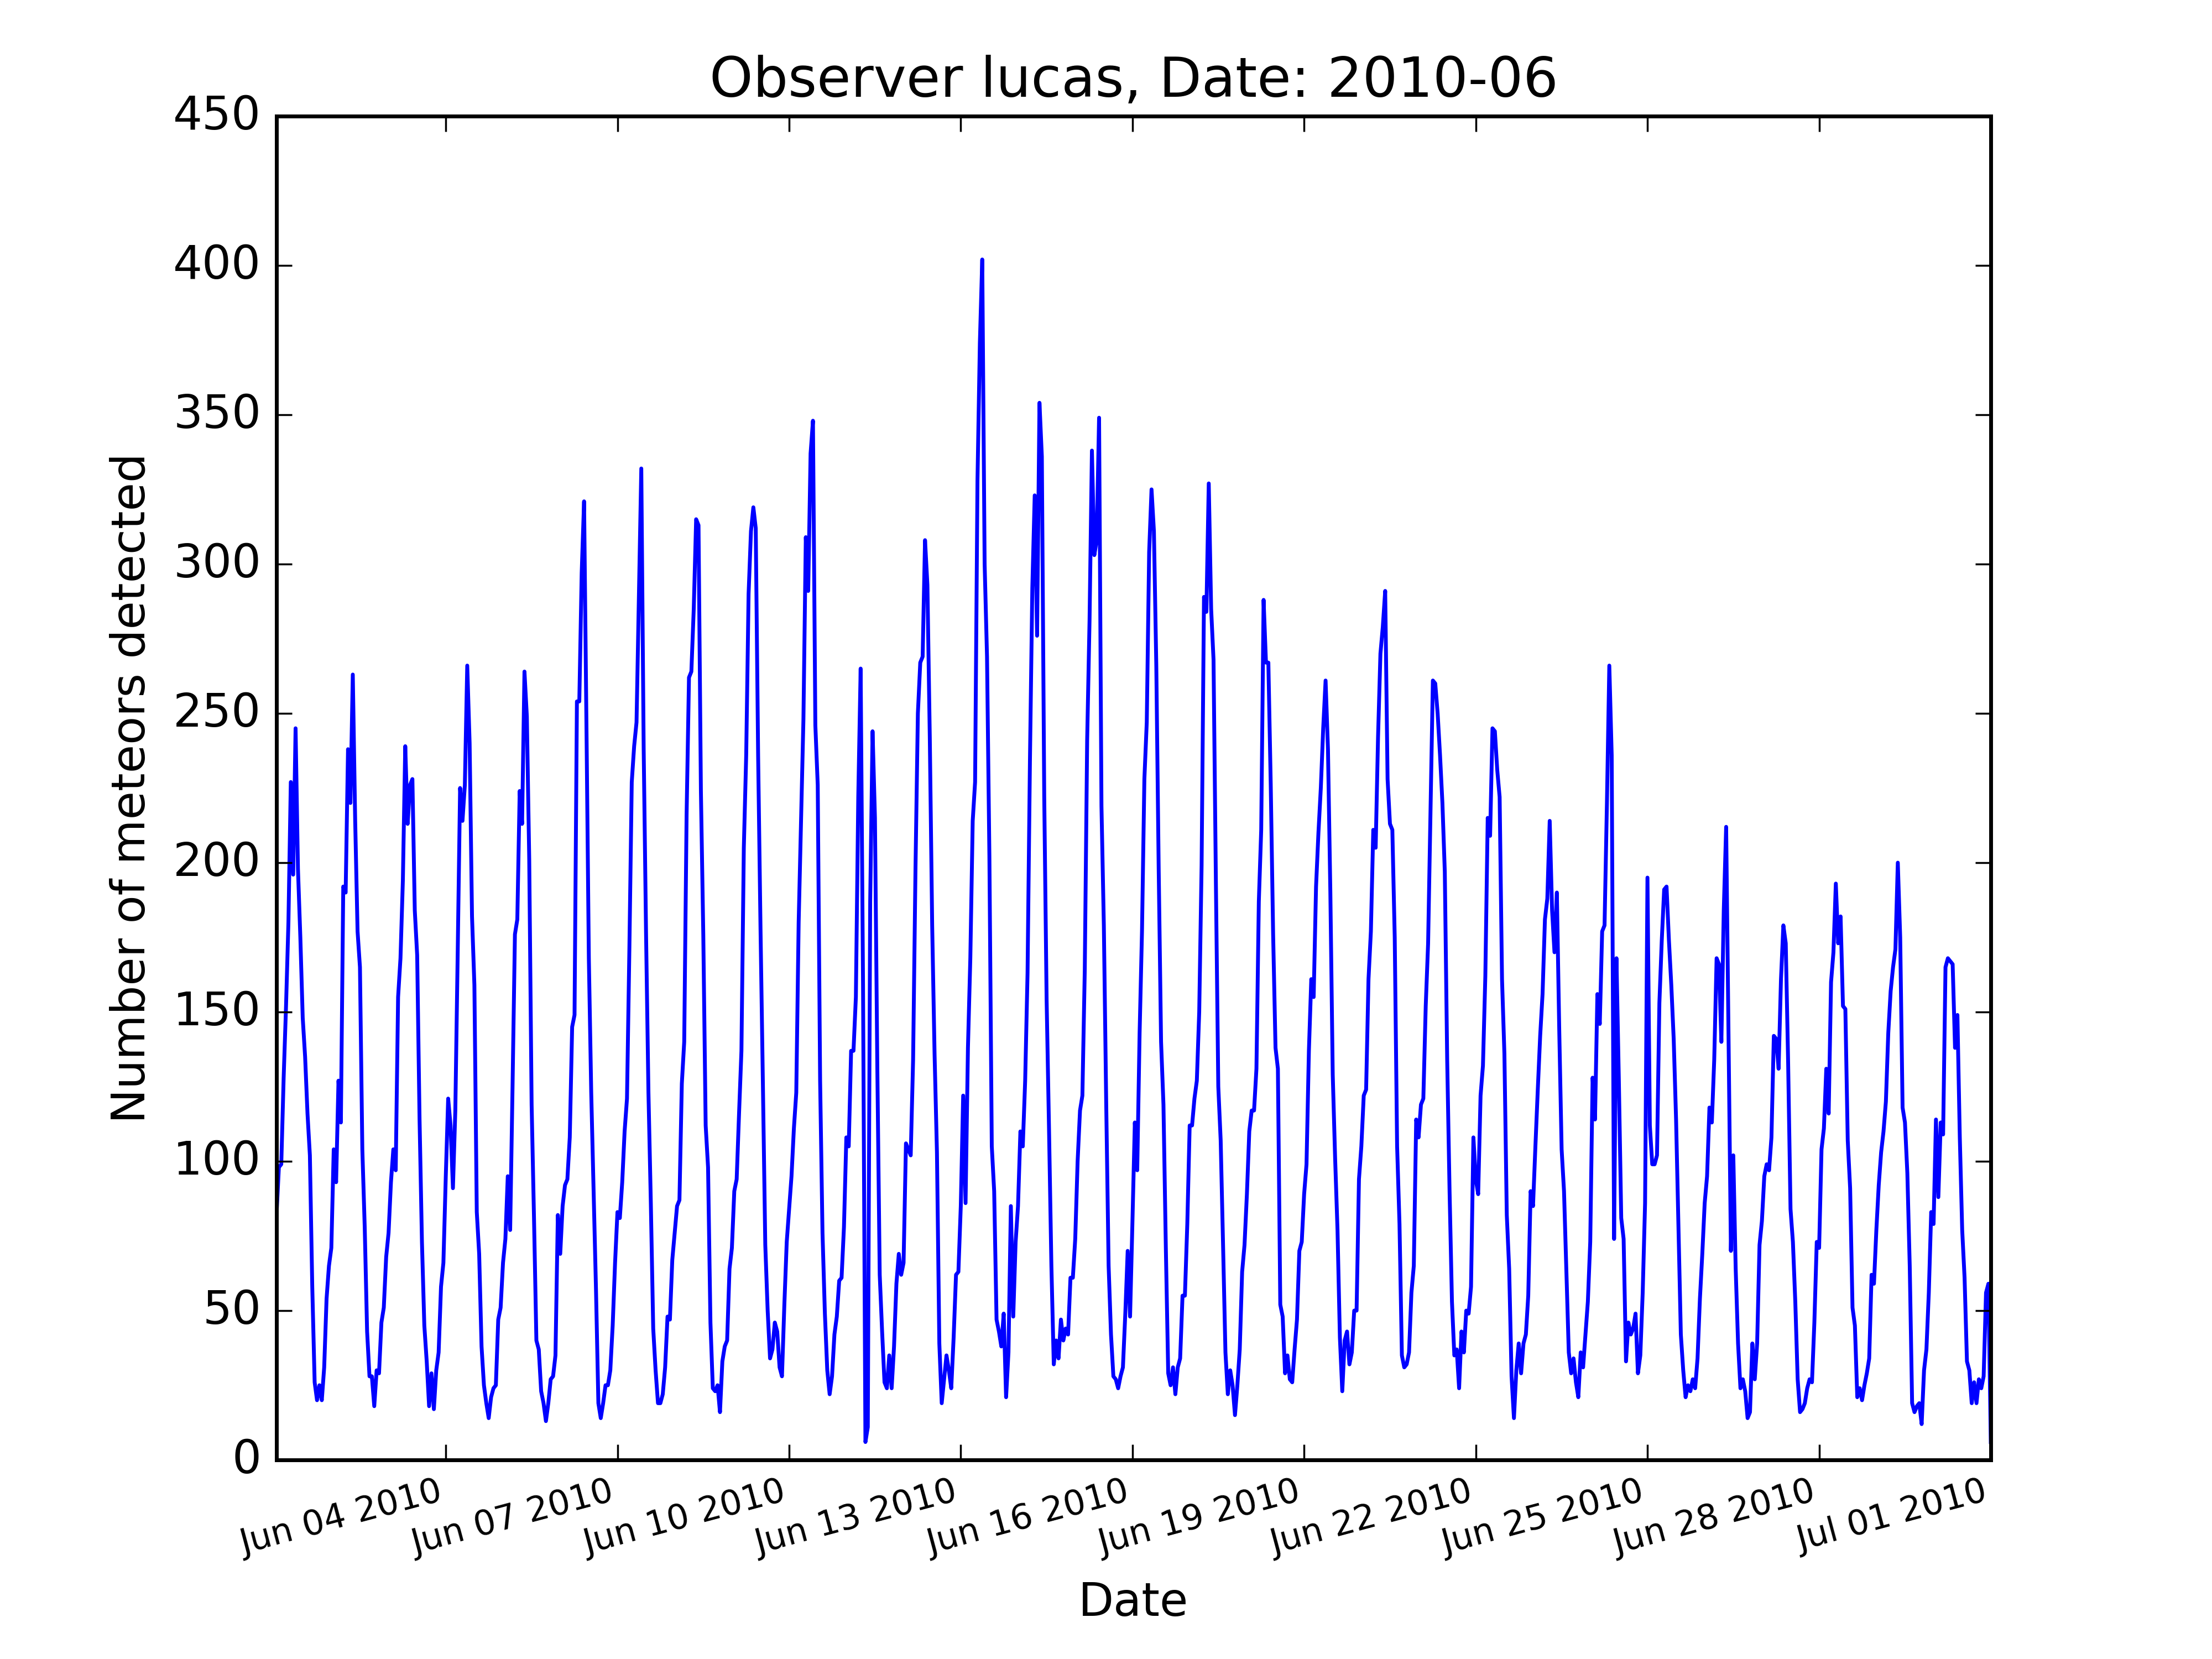 Observer lucas, Date: 2010-06
450
400
350
300
250
200
150
100
50
0
Number of meteors detected
Jun 04 2010
Jun 07 2010
Jun 10 2010
Jun 13 2010
Jun 16 2010
Jun 19 2010
Jun 22 2010
Jun 25 2010
Jun 28 2010
Jul 01 2010
Date